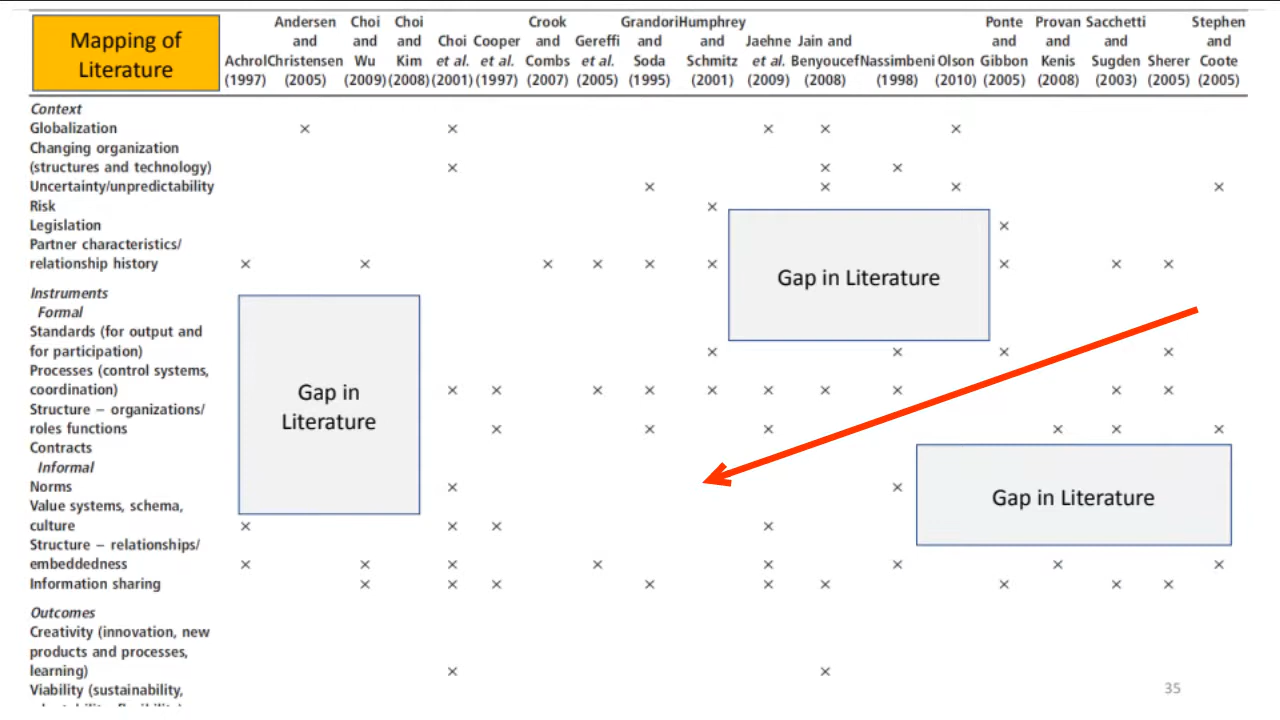 Mapping of
Literature
Andersen Choi Choi Crook Grandori Humphrey Ponte Provan Sacchetti Stephen
and and and Choi Cooper and Gereffi and and Jaehne Jain and and and and and
Achrol Christensen Wu Kim et al. et al. Combs et al. Soda Schmitz et al. Benyoucef Nassimbeni Olson Gibbon Kenis Sugden Sherer Coote
(1997) (2005) (2009) (2008) (2001) (1997) (2007) (2005) (1995) (2001) (2009) (2008) (1998) (2010) (2005) (2008) (2003) (2005) (2005)
Context
Globalization × × × × ×
Changing organization
(structures and technology) × × ×
Uncertainty/unpredictability × × × ×
Risk ×
Legislation ×
Partner characteristics/
relationship history × × × × × × × × ×
Gap in Literature
Instruments
Formal
Standards (for output and
for participation) × × × ×
Processes (control systems,
coordination) × × × × × × × × × ×
Gap in
Literature
Structure – organizations/
roles functions × × × × × ×
Contracts
Informal
Norms × ×
Gap in Literature
Value systems, schema,
culture × × × ×
Structure – relationships/
embeddedness × × × × × × × ×
Information sharing × × × × × × × × ×
Outcomes
Creativity (innovation, new
products and processes,
learning) × ×
Viability (sustainability,
35